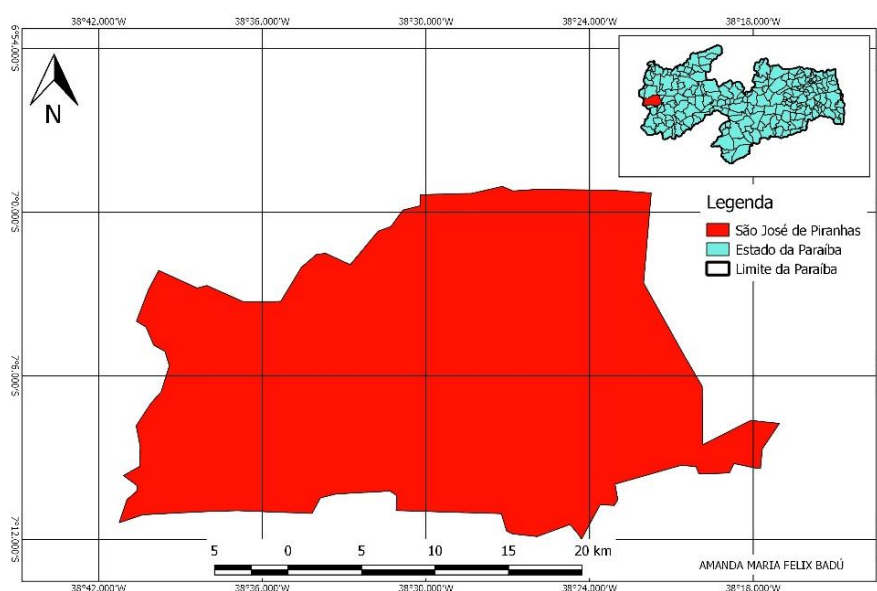 38°42.000'W 38°36.000'W 38°30.000'W 38°24.000'W 38°18.000'W
6°54.000'S
N
7°0.000'S
Legenda
São José de Piranhas
Estado da Paraíba
Limite da Paraíba
7°6.000'S
7°12.000'S
5 0 5 10 15 20 km
AMANDA MARIA FELIX BADÚ
38°42.000'W 38°36.000'W 38°30.000'W 38°24.000'W 38°18.000'W